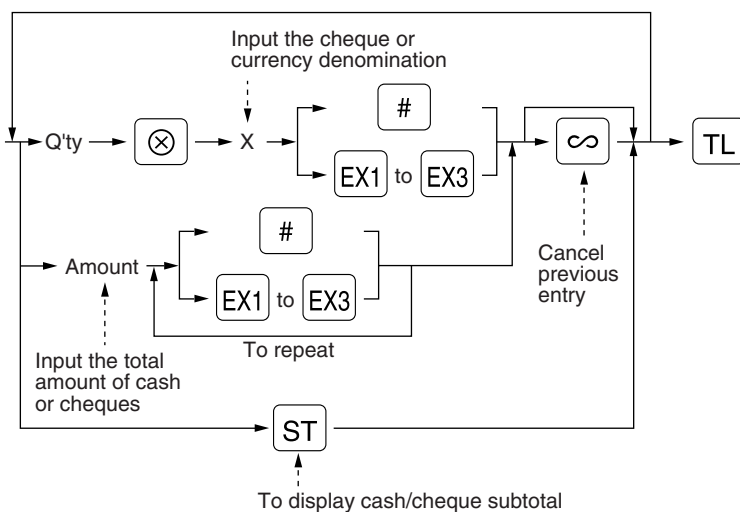 Input the cheque or
currency denomination
#
Q'ty ⊗ X ∞ TL
EX1 to EX3
#
Amount
Cancel
previous
entry
EX1 to EX3
To repeat
Input the total
amount of cash
or cheques
ST
To display cash/cheque subtotal